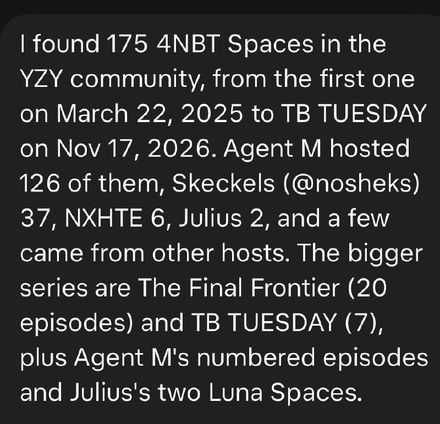 I found 175 4NBT Spaces in the
YZY community, from the first one
on March 22, 2025 to TB TUESDAY
on Nov 17, 2026. Agent M hosted
126 of them, Skeckels (@nosheks)
37, NXHTE 6, Julius 2, and a few
came from other hosts. The bigger
series are The Final Frontier (20
episodes) and TB TUESDAY (7),
plus Agent M's numbered episodes
and Julius's two Luna Spaces.